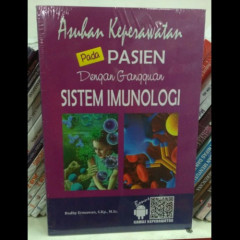 Asuhan Keperawatan
Pada PASIEN
Dengan Gangguan
SISTEM IMUNOLOGI